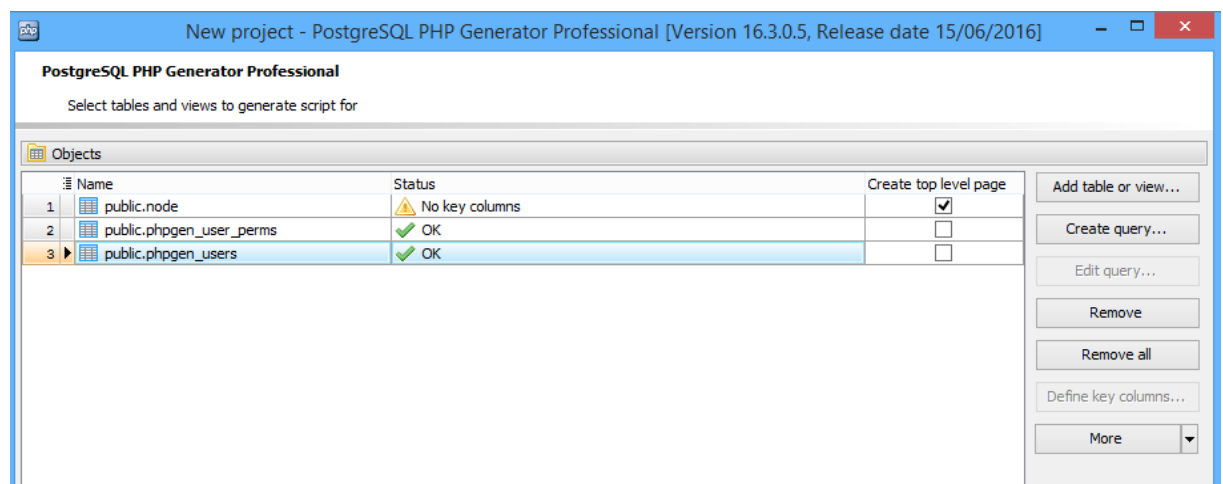 php New project - PostgreSQL PHP Generator Professional [Version 16.3.0.5, Release date 15/06/2016]
PostgreSQL PHP Generator Professional
Select tables and views to generate script for
Objects
Name Status Create top level page
1 public.node No key columns
2 public.phpgen_user_perms OK
3 public.phpgen_users OK
Add table or view...
Create query...
Edit query...
Remove
Remove all
Define key columns...
More